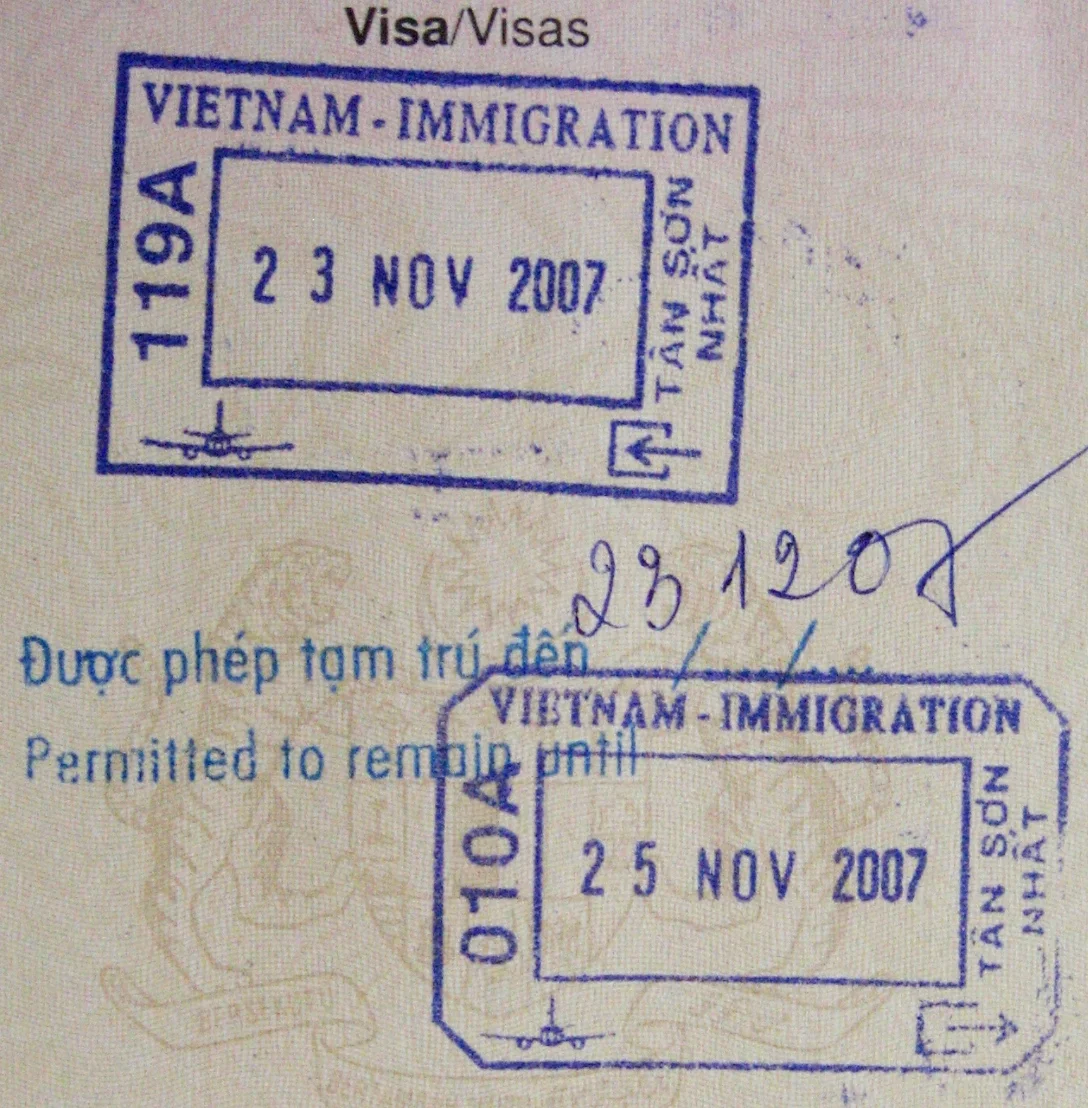 Visa/Visas
VIETNAM - IMMIGRATION
119A
23 NOV 2007
TÂN SƠN
NHẤT
23 12 07
Được phép tạm trú đến ...../...../.....
Permitted to remain until
VIETNAM - IMMIGRATION
010A
25 NOV 2007
TÂN SƠN
NHẤT